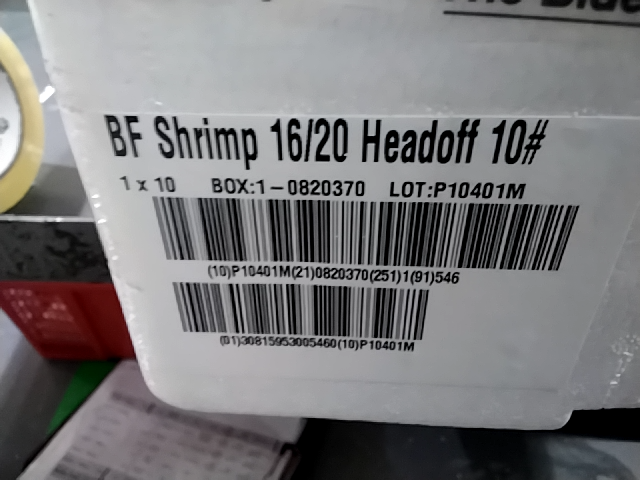 BF Shrimp 16/20 Headoff 10#
1 x 10 BOX:1-0820370 LOT:P10401M
(10)P10401M(21)0820370(251)1(91)546
(01)30815953005460(10)P10401M